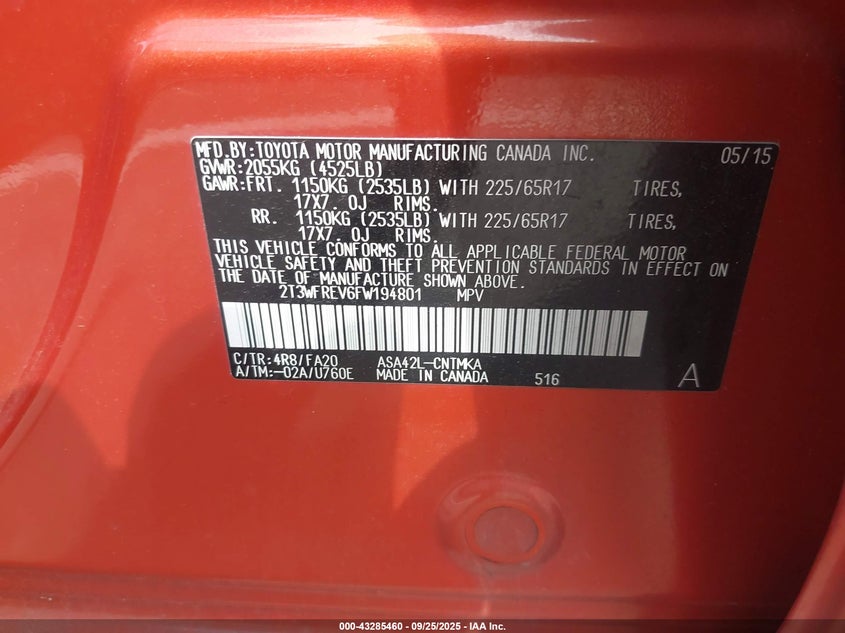 MFD.BY:TOYOTA MOTOR MANUFACTURING CANADA INC. 05/15
GVWR:2055KG (4525LB)
GAWR:FRT. 1150KG (2535LB) WITH 225/65R17 TIRES,
17X7.0J RIMS.
RR. 1150KG (2535LB) WITH 225/65R17 TIRES,
17X7.0J RIMS.
THIS VEHICLE CONFORMS TO ALL APPLICABLE FEDERAL MOTOR
VEHICLE SAFETY AND THEFT PREVENTION STANDARDS IN EFFECT ON
THE DATE OF MANUFACTURE SHOWN ABOVE.
2T3WFREV6FW194801 MPV
C/TR:4R8/FA20 ASA42L-CNTMKA
A/TM:-02A/U760E MADE IN CANADA 516 A
000-43285460 - 09/25/2025 - IAA Inc.